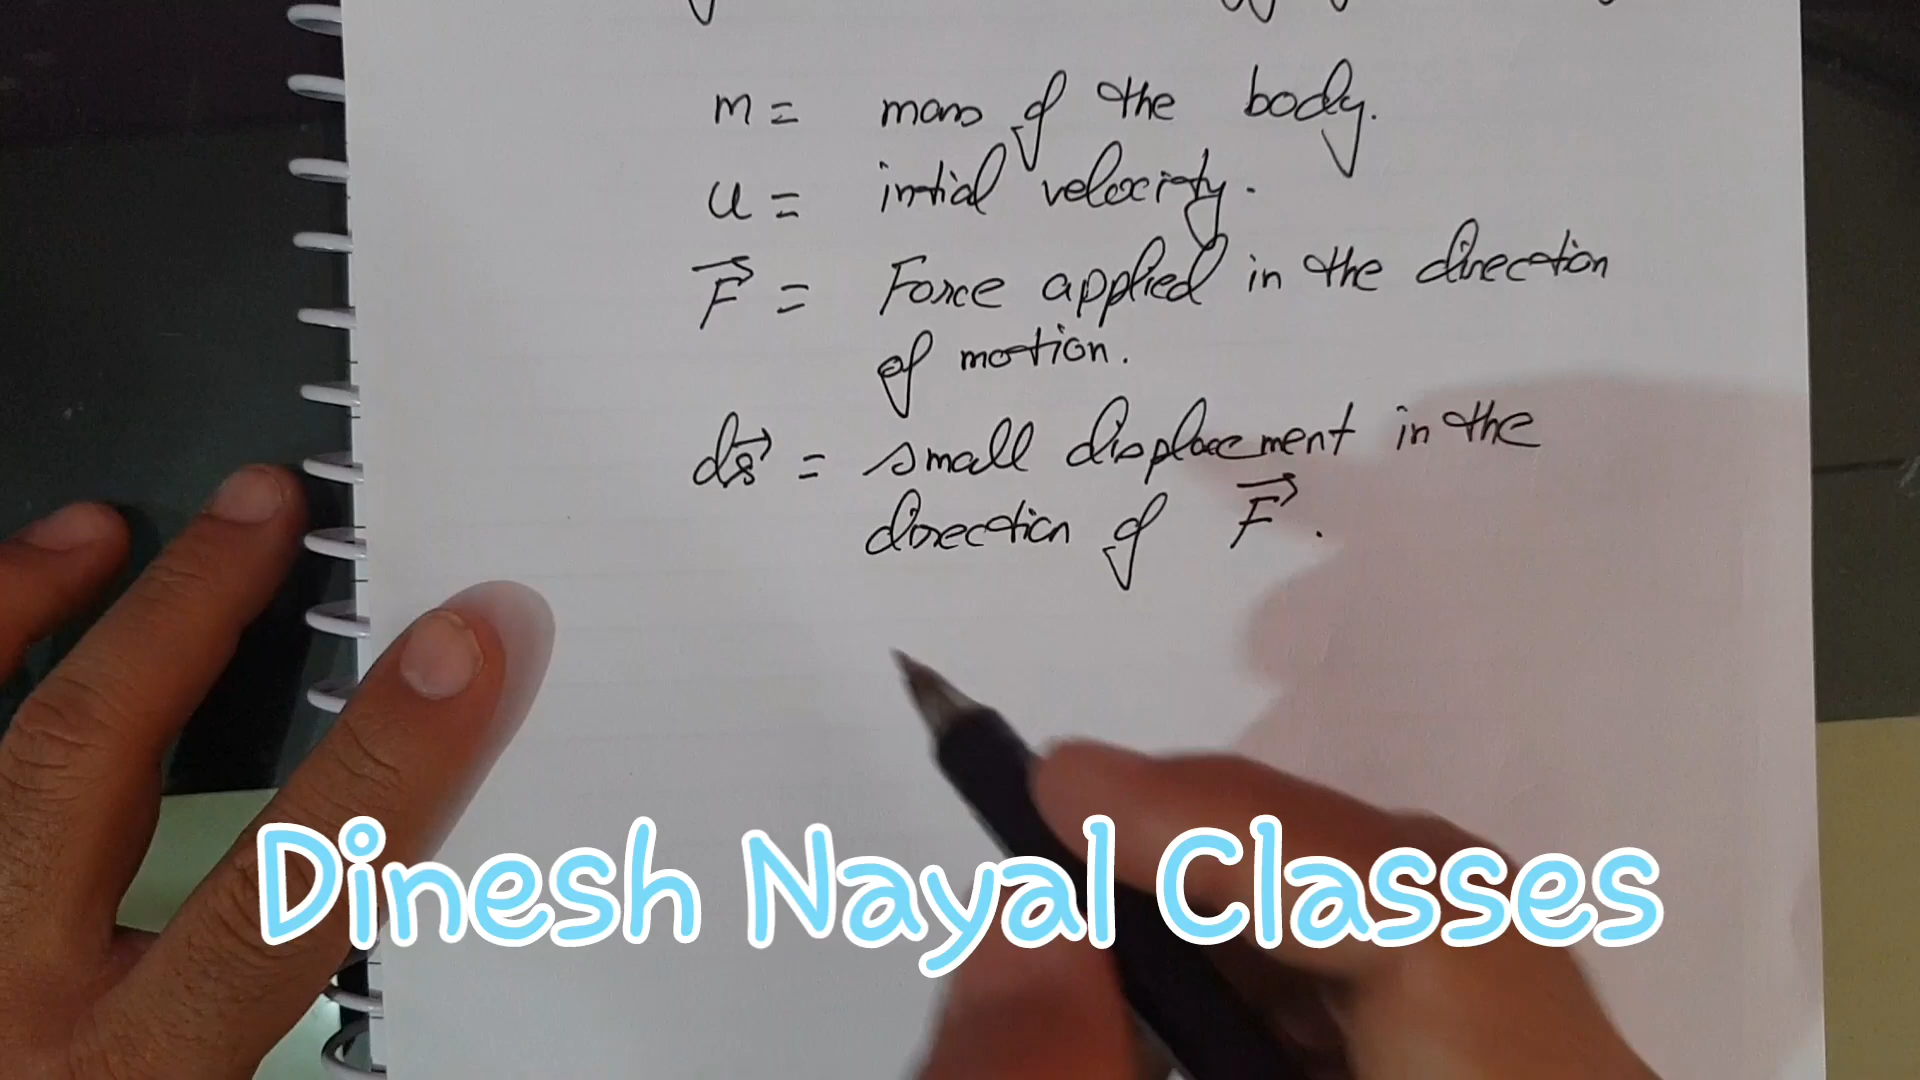 m = mass of the body.
u = intial velocity.
F⃗ = Force applied in the direction
of motion.
ds⃗ = small displacement in the
direction of F⃗ .
Dinesh Nayal Classes